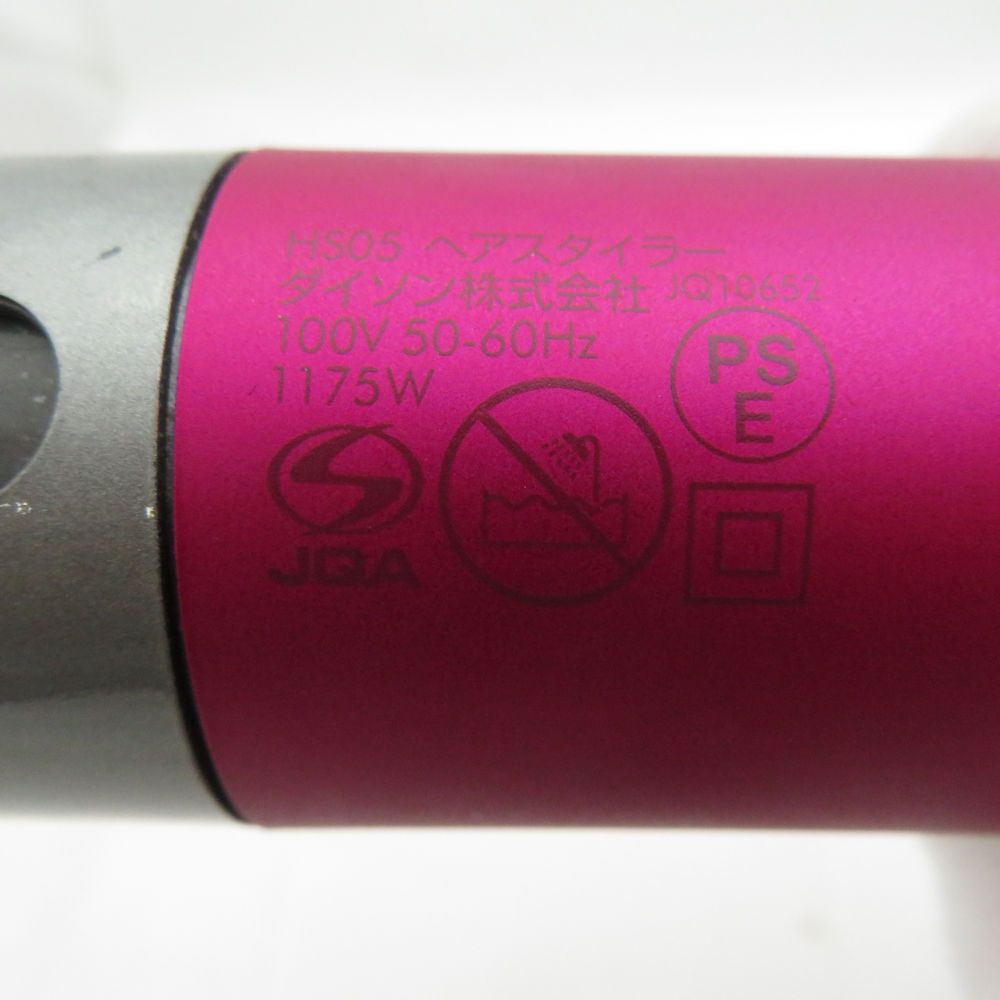 HS05 ヘアスタイラー
ダイソン株式会社 JQ10652
100V 50-60Hz
1175W
PS
E
JQA